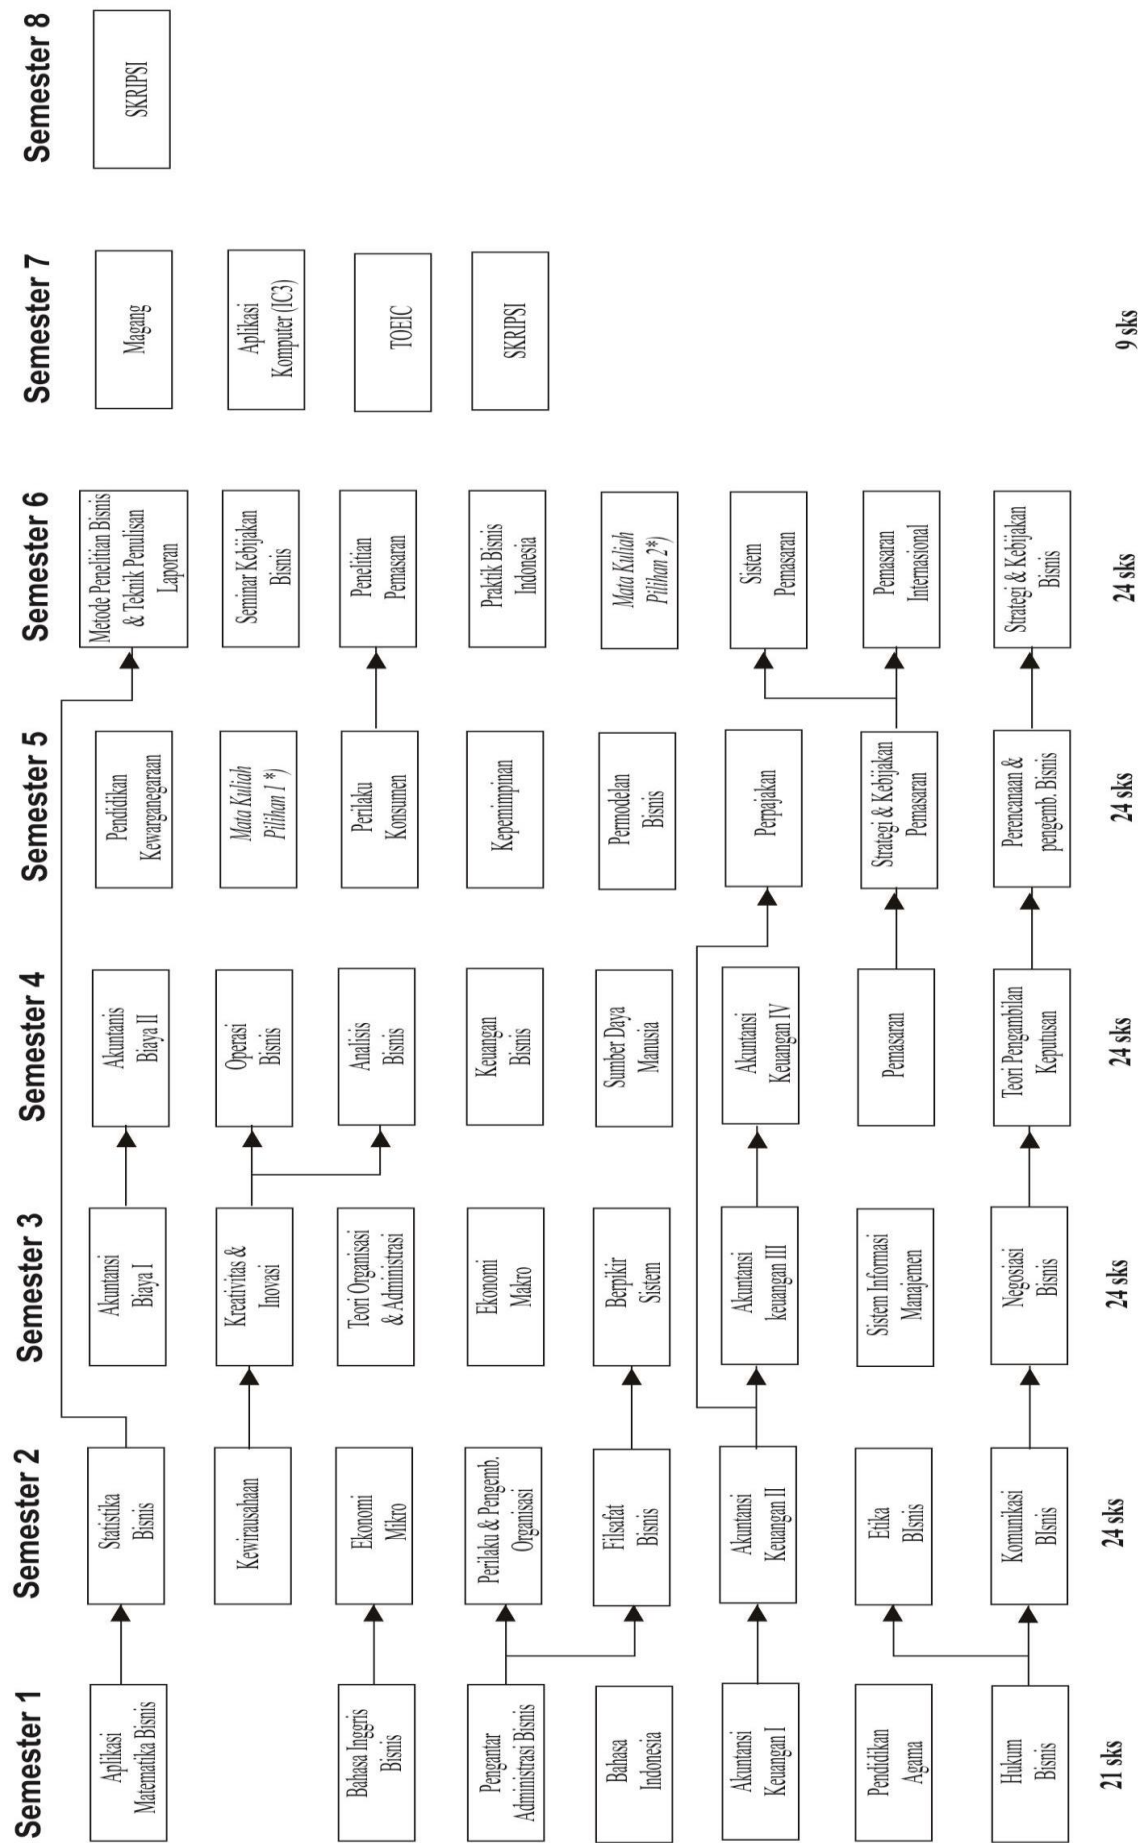 Semester 1
Aplikasi
Matematika Bisnis
Bahasa Inggris
Bisnis
Pengantar
Administrasi Bisnis
Bahasa
Indonesia
Akuntansi
Keuangan I
Pendidikan
Agama
Hukum
Bisnis
21 sks
Semester 2
Statistika
Bisnis
Kewirausahaan
Ekonomi
Mikro
Perilaku & Pengemb.
Organisasi
Filsafat
Bisnis
Akuntansi
Keuangan II
Etika
BIsnis
Komunikasi
BIsnis
24 sks
Semester 3
Akuntansi
Biaya I
Kreativitas &
Inovasi
Teori Organisasi
& Administrasi
Ekonomi
Makro
Berpikir
Sistem
Akuntansi
keuangan III
Sistem Informasi
Manajemen
Negosiasi
Bisnis
24 sks
Semester 4
Akuntanis
Biaya II
Operasi
Bisnis
Analisis
Bisnis
Keuangan
Bisnis
Sumber Daya
Manusia
Akuntansi
Keuangan IV
Pemasaran
Teori Pengambilan
Keputusan
24 sks
Semester 5
Pendidikan
Kewarganegaraan
Mata Kuliah
Pilihan 1 *)
Perilaku
Konsumen
Kepemimpinan
Permodelan
Bisnis
Perpajakan
Strategi & Kebijakan
Pemasaran
Perencanaan &
pengemb. Bisnis
24 sks
Semester 6
Metode Penelitian Bisnis
& Teknik Penulisan
Laporan
Seminar Kebijakan
Bisnis
Penelitian
Pemasaran
Praktik Bisnis
Indonesia
Mata Kuliah
Pilihan 2*)
Sistem
Pemasaran
Pemasaran
Internasional
Strategi & Kebijakan
Bisnis
24 sks
Semester 7
Magang
Aplikasi
Komputer (IC3)
TOEIC
SKRIPSI
9 sks
Semester 8
SKRIPSI